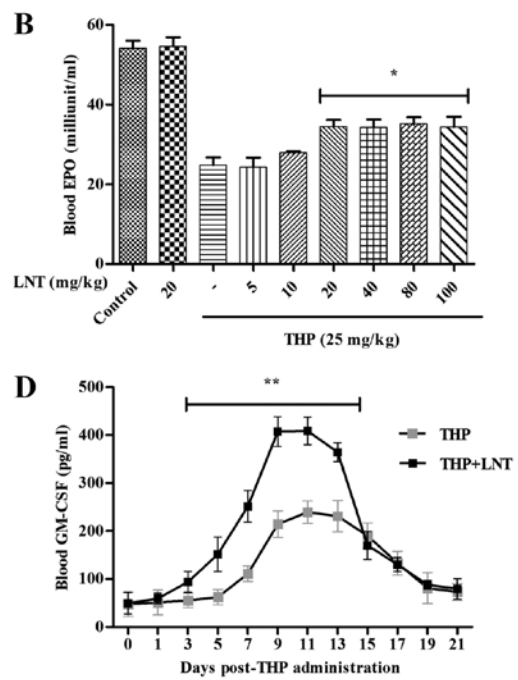 B
Blood EPO (milliunit/ml)
60
40
20
0
*
LNT (mg/kg)
Control 20 - 5 10 20 40 80 100
THP (25 mg/kg)
D
Blood GM-CSF (pg/ml)
500
400
300
200
100
0
**
THP
THP+LNT
0 1 3 5 7 9 11 13 15 17 19 21
Days post-THP administration